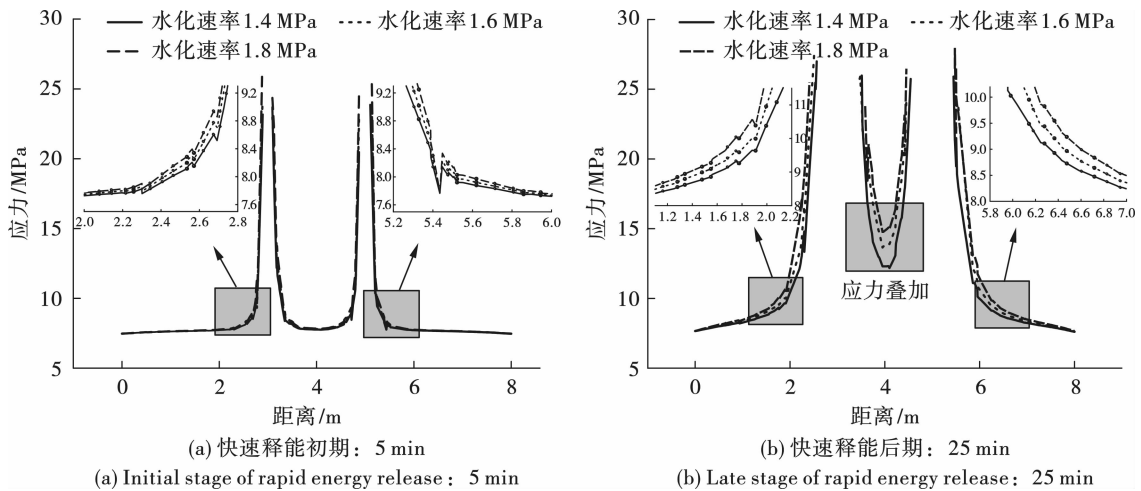 水化速率1.4 MPa 水化速率1.6 MPa
水化速率1.8 MPa
30
25
20
15
10
5
应力/MPa
9.2
8.8
8.4
8.0
7.6
2.0 2.2 2.4 2.6 2.8
9.2
8.8
8.4
8.0
7.6
5.2 5.4 5.6 5.8 6.0
0 2 4 6 8
距离/m
(a) 快速释能初期：5 min
(a) Initial stage of rapid energy release：5 min
水化速率1.4 MPa 水化速率1.6 MPa
水化速率1.8 MPa
30
25
20
15
10
5
应力/MPa
11
10
9
8
1.2 1.4 1.6 1.8 2.0 2.2
10.0
9.5
9.0
8.5
8.0
5.8 6.0 6.2 6.4 6.6 6.8 7.0
应力叠加
0 2 4 6 8
距离/m
(b) 快速释能后期：25 min
(b) Late stage of rapid energy release：25 min